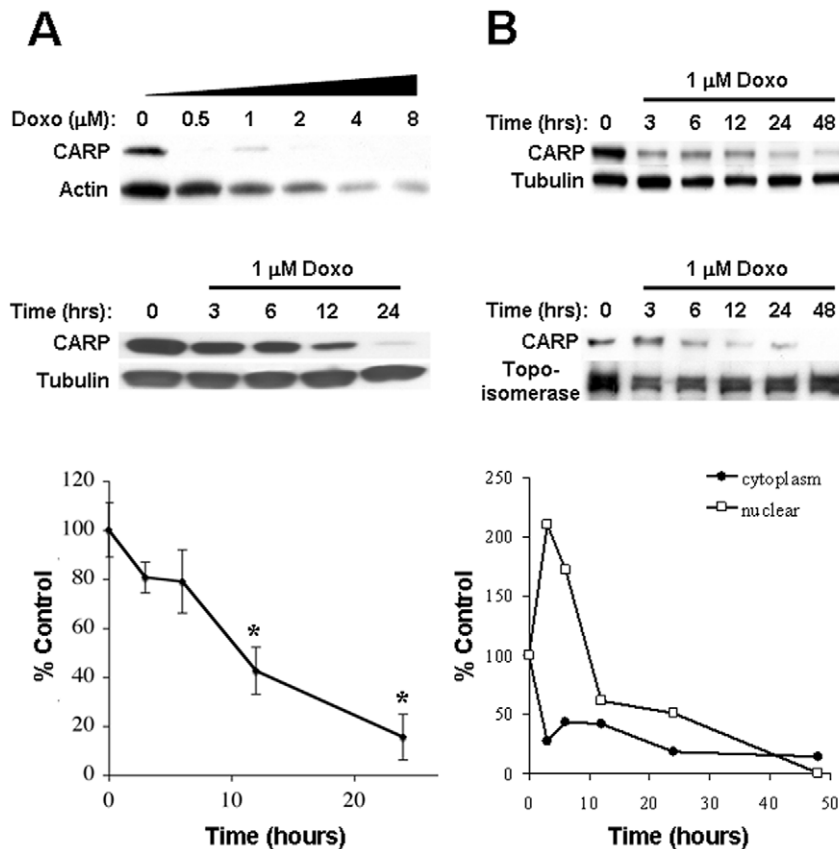 A
Doxo (µM): 0 0.5 1 2 4 8
CARP
Actin
1 µM Doxo
Time (hrs): 0 3 6 12 24
CARP
Tubulin
120
100
80
60
40
20
0
% Control
*
*
0 10 20
Time (hours)
B
1 µM Doxo
Time (hrs): 0 3 6 12 24 48
CARP
Tubulin
1 µM Doxo
Time (hrs): 0 3 6 12 24 48
CARP
Topo-
isomerase
250
200
150
100
50
0
% Control
cytoplasm
nuclear
0 10 20 30 40 50
Time (hours)